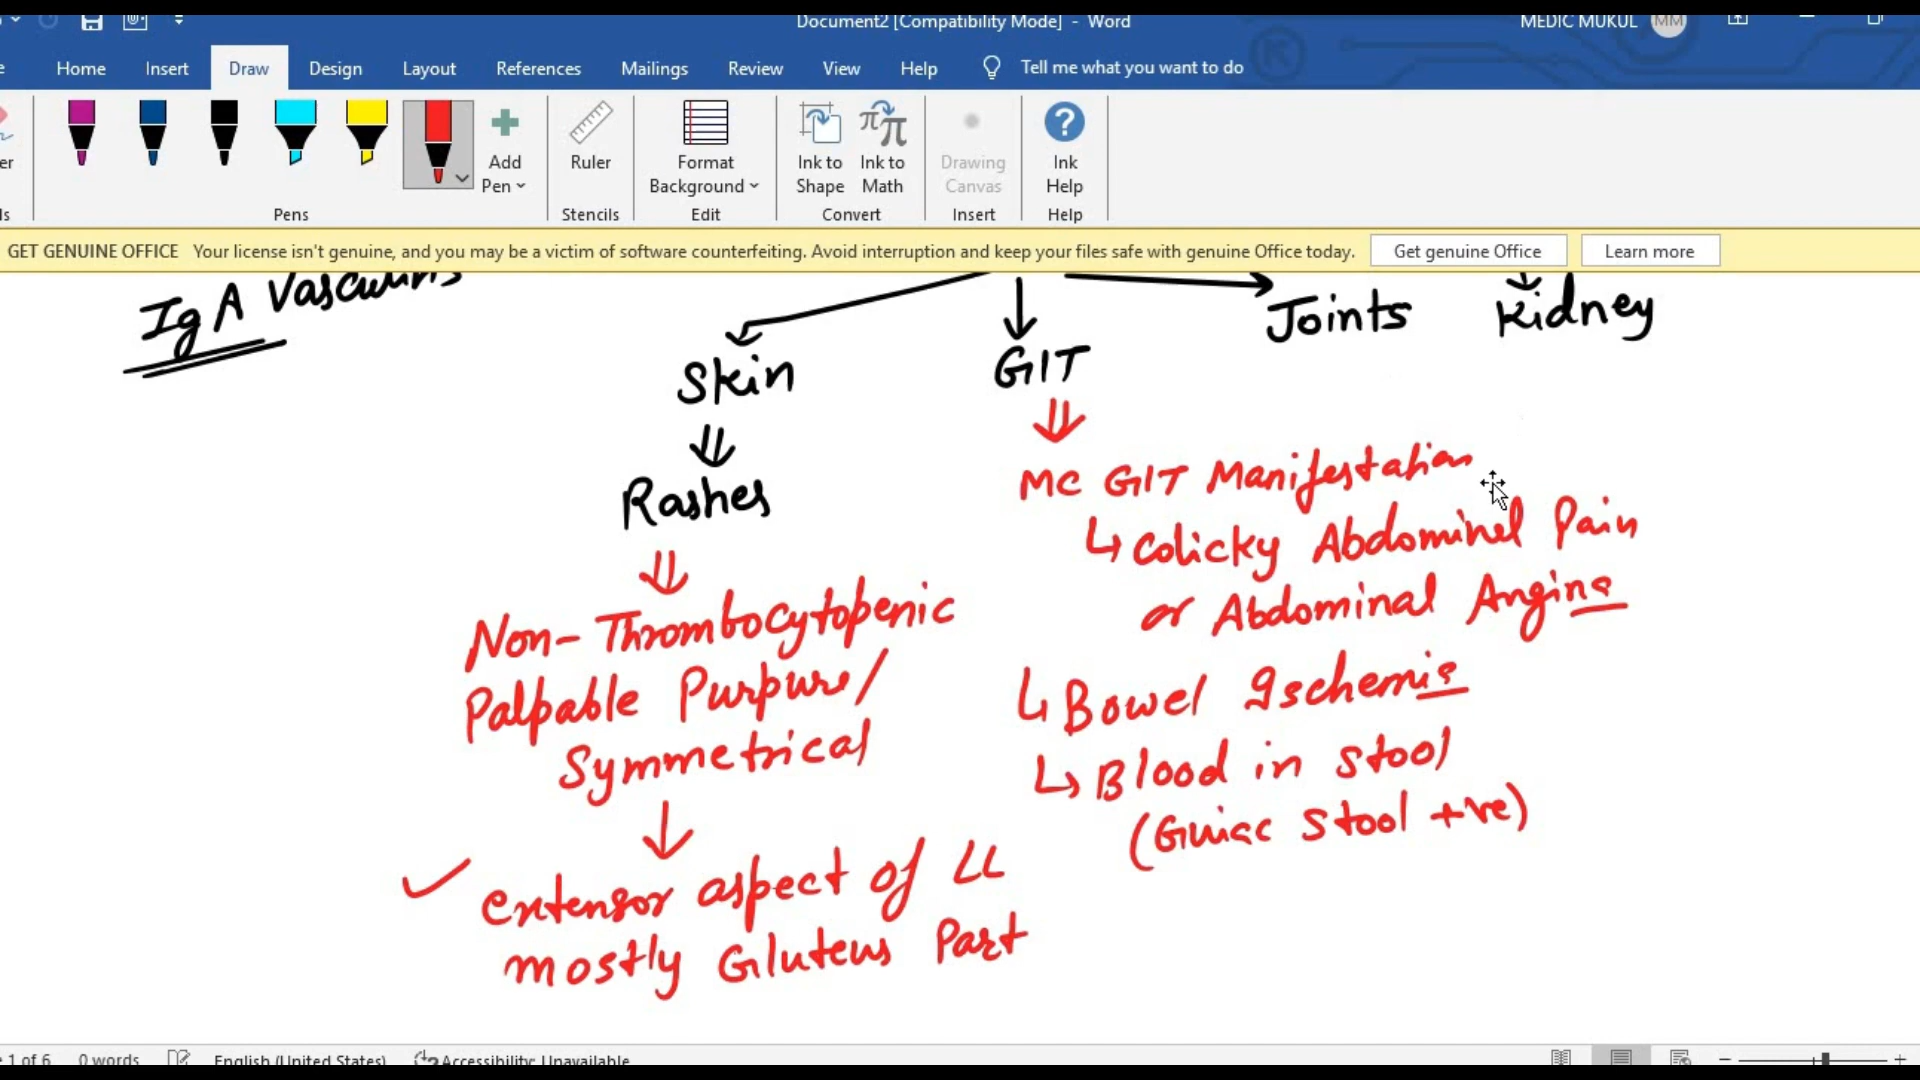 Document2 [Compatibility Mode] - Word
MEDIC MUKUL
MM
Home Insert Draw Design Layout References Mailings Review View Help Tell me what you want to do
Add Pen
Ruler
Format Background
Ink to Shape
Ink to Math
Drawing Canvas
Ink Help
Pens Stencils Edit Convert Insert Help
GET GENUINE OFFICE Your license isn't genuine, and you may be a victim of software counterfeiting. Avoid interruption and keep your files safe with genuine Office today. Get genuine Office Learn more
IgA Vasculitis
Skin
GIT
Joints
Kidney
Rashes
Non-Thrombocytopenic
Palpable Purpura/
Symmetrical
extensor aspect of LL
mostly Gluteus Part
MC GIT Manifestation
Colicky Abdominal Pain
or Abdominal Angina
Bowel Ischemia
Blood in stool
(Guiac stool +ve)
1 of 6 0 words English (United States) Accessibility: Unavailable